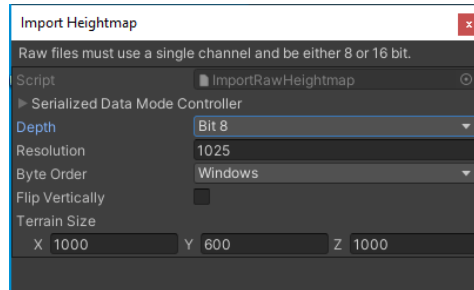 Import Heightmap
x
Raw files must use a single channel and be either 8 or 16 bit.
Script ImportRawHeightmap
Serialized Data Mode Controller
Depth Bit 8
Resolution 1025
Byte Order Windows
Flip Vertically
Terrain Size
X 1000 Y 600 Z 1000